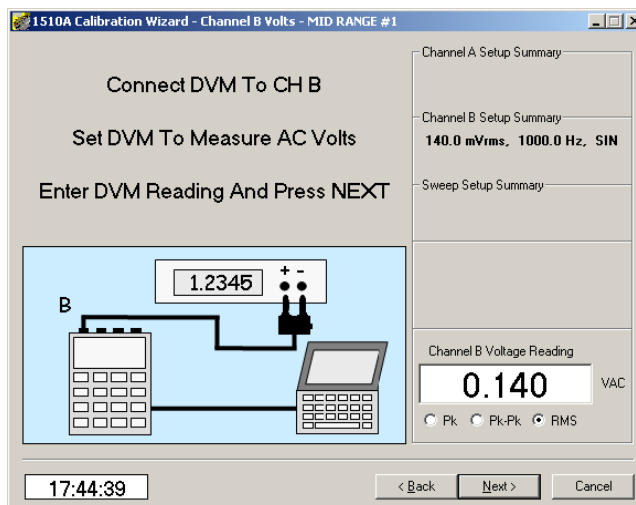 1510A Calibration Wizard - Channel B Volts - MID RANGE #1
Connect DVM To CH B
Set DVM To Measure AC Volts
Enter DVM Reading And Press NEXT
1.2345
+ -
B
Channel A Setup Summary
Channel B Setup Summary
140.0 mVrms, 1000.0 Hz, SIN
Sweep Setup Summary
Channel B Voltage Reading
0.140 VAC
Pk Pk-Pk RMS
17:44:39
< Back Next > Cancel